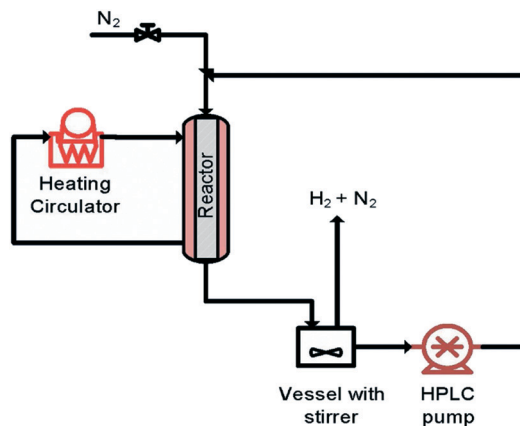 N₂
Reactor
Heating
Circulator
H₂ + N₂
Vessel with
stirrer
HPLC
pump